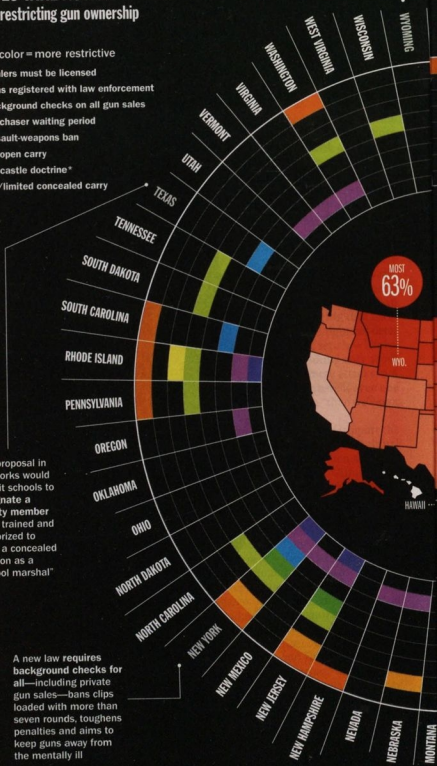 restricting gun ownership
color = more restrictive
lers must be licensed
s registered with law enforcement
ckground checks on all gun sales
chaser waiting period
ault-weapons ban
open carry
castle doctrine*
/limited concealed carry
WYOMING
WISCONSIN
WEST VIRGINIA
WASHINGTON
VIRGINIA
VERMONT
UTAH
TEXAS
TENNESSEE
SOUTH DAKOTA
SOUTH CAROLINA
RHODE ISLAND
PENNSYLVANIA
OREGON
OKLAHOMA
OHIO
NORTH DAKOTA
NORTH CAROLINA
NEW YORK
NEW MEXICO
NEW JERSEY
NEW HAMPSHIRE
NEVADA
NEBRASKA
MONTANA
MOST
63%
WYO.
HAWAII
roposal in
orks would
it schools to
nate a
ty member
trained and
orized to
a concealed
on as a
ol marshal"
A new law requires
background checks for
all—including private
gun sales—bans clips
loaded with more than
seven rounds, toughens
penalties and aims to
keep guns away from
the mentally ill